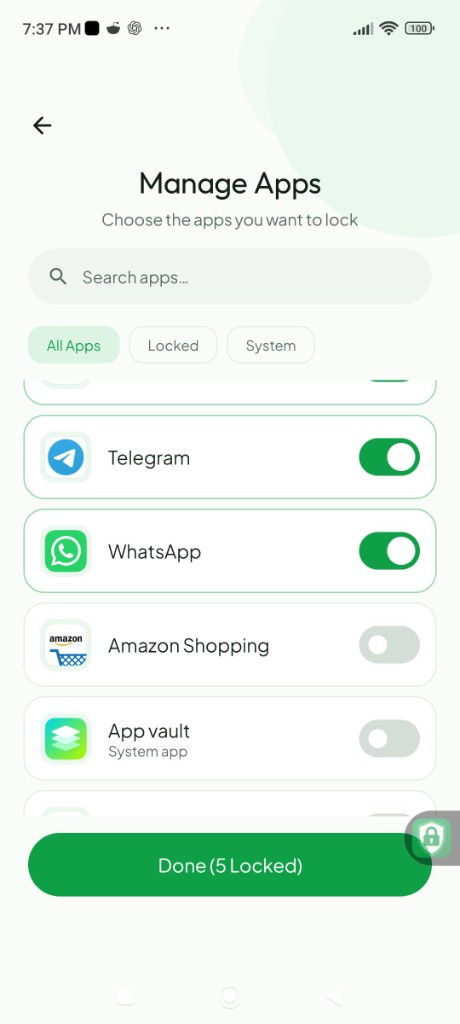 7:37 PM
100
Manage Apps
Choose the apps you want to lock
Search apps...
All Apps
Locked
System
Telegram
WhatsApp
amazon
Amazon Shopping
App vault
System app
Done (5 Locked)